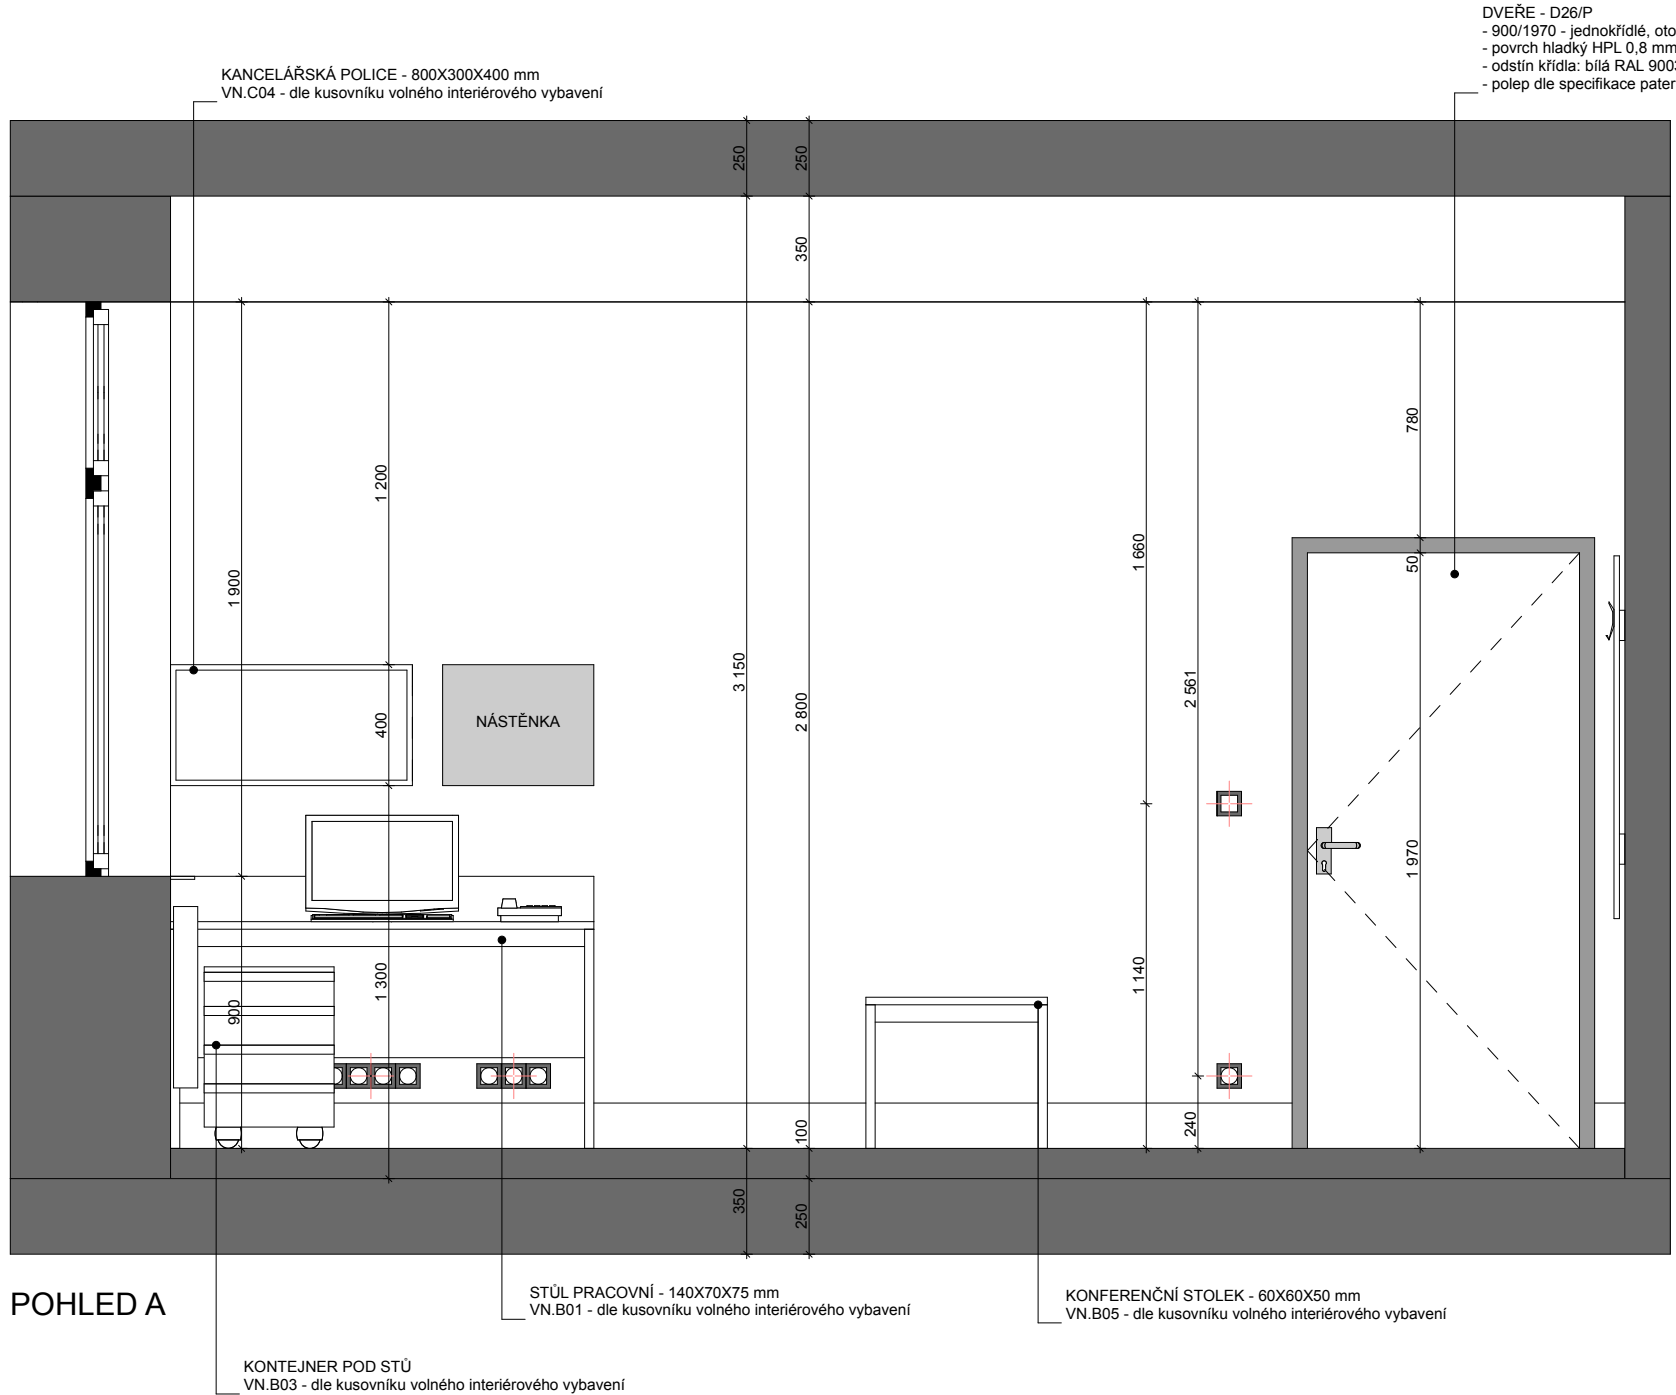 DVEŘE - D26/P
- 900/1970 - jednokřídlé, oto
- povrch hladký HPL 0,8 mm
- odstín křídla: bílá RAL 9003
- polep dle specifikace pater
KANCELÁŘSKÁ POLICE - 800X300X400 mm
VN.C04 - dle kusovníku volného interiérového vybavení
250
250
350
1 900
1 200
400
1 300
900
3 150
2 800
100
350
250
1 660
1 140
2 561
240
780
50
1 970
NÁSTĚNKA
POHLED A
STŮL PRACOVNÍ - 140X70X75 mm
VN.B01 - dle kusovníku volného interiérového vybavení
KONFERENČNÍ STOLEK - 60X60X50 mm
VN.B05 - dle kusovníku volného interiérového vybavení
KONTEJNER POD STŮ
VN.B03 - dle kusovníku volného interiérového vybavení